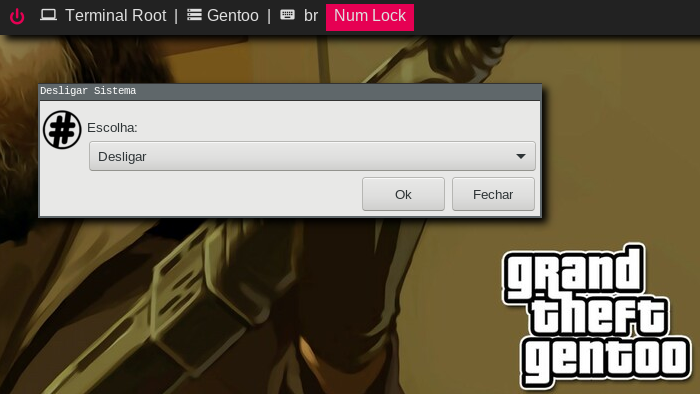 Terminal Root | Gentoo | br Num Lock
Desligar Sistema
Escolha:
Desligar
Ok Fechar
grand
theft
gentoo